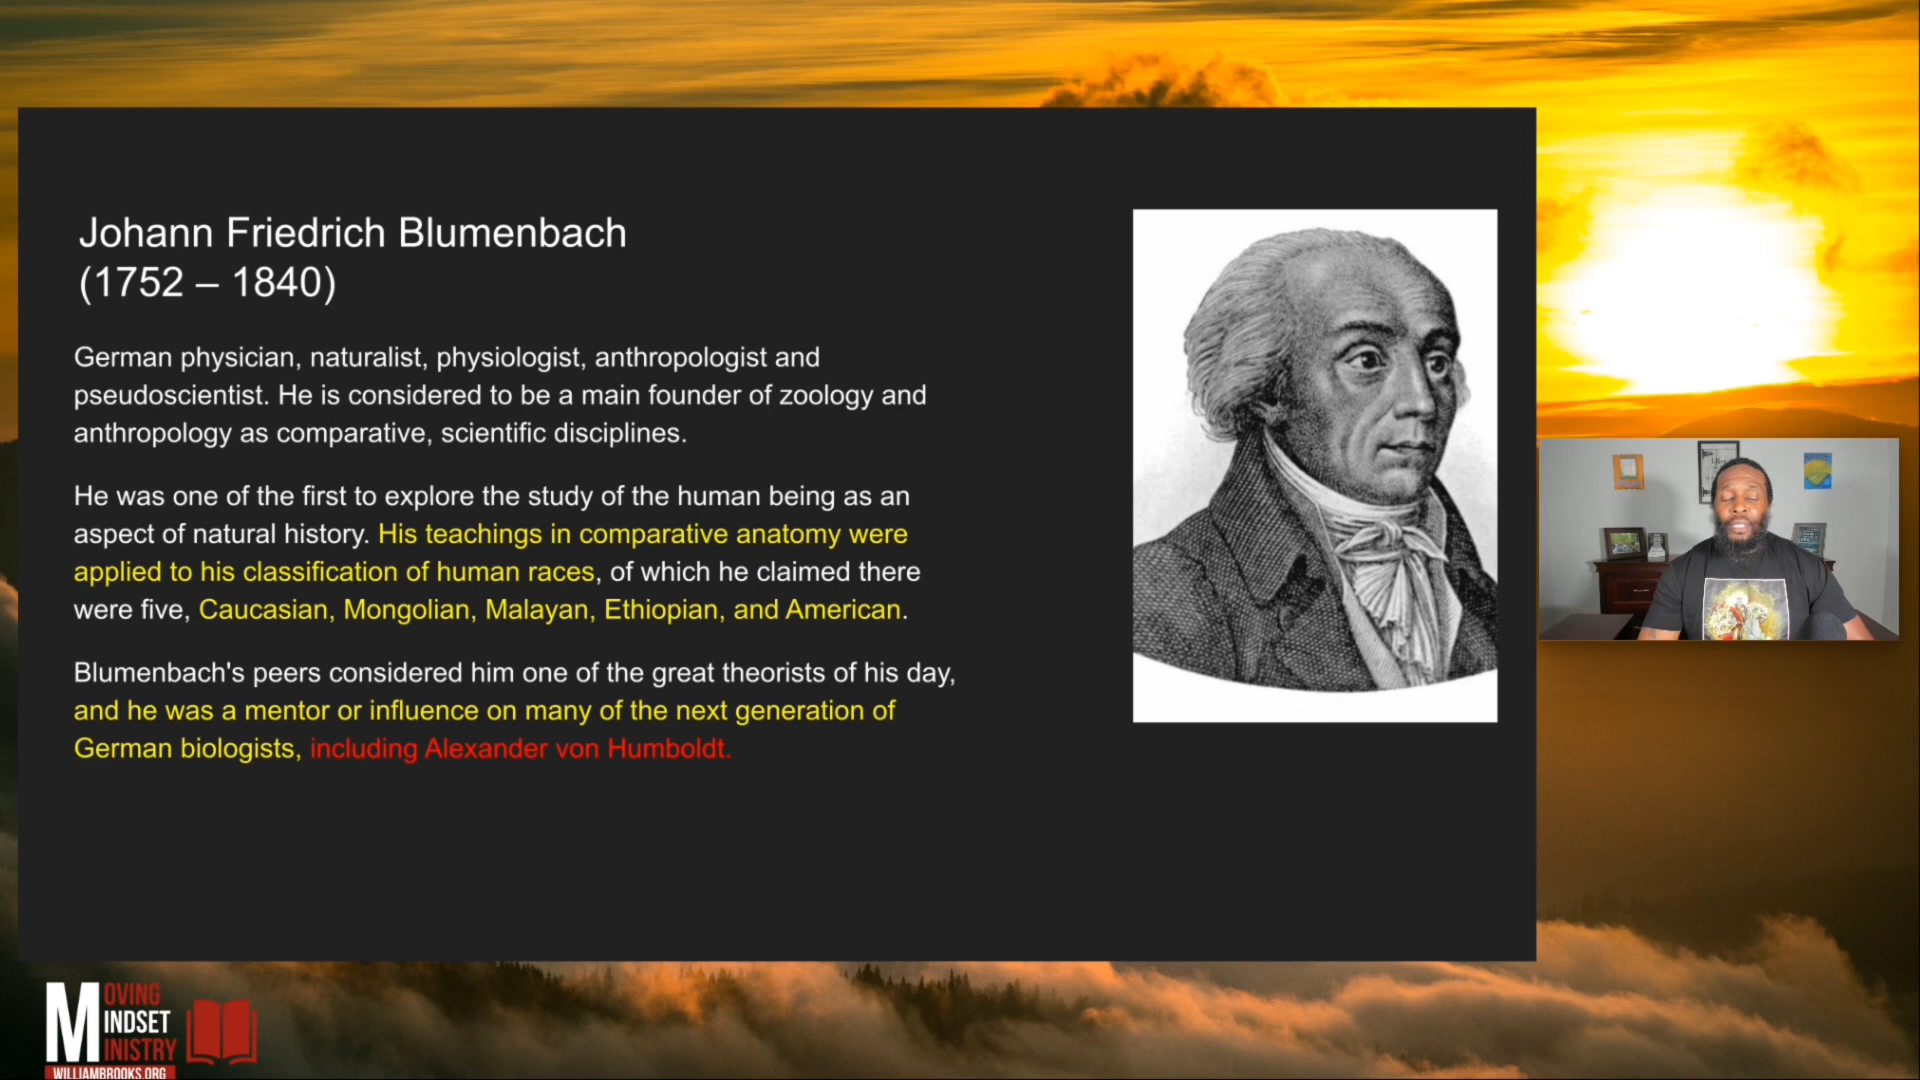 Johann Friedrich Blumenbach
(1752 – 1840)
German physician, naturalist, physiologist, anthropologist and
pseudoscientist. He is considered to be a main founder of zoology and
anthropology as comparative, scientific disciplines.
He was one of the first to explore the study of the human being as an
aspect of natural history. His teachings in comparative anatomy were
applied to his classification of human races, of which he claimed there
were five, Caucasian, Mongolian, Malayan, Ethiopian, and American.
Blumenbach's peers considered him one of the great theorists of his day,
and he was a mentor or influence on many of the next generation of
German biologists, including Alexander von Humboldt.
MOVING
MINDSET
MINISTRY
WILLIAMBROOKS.ORG